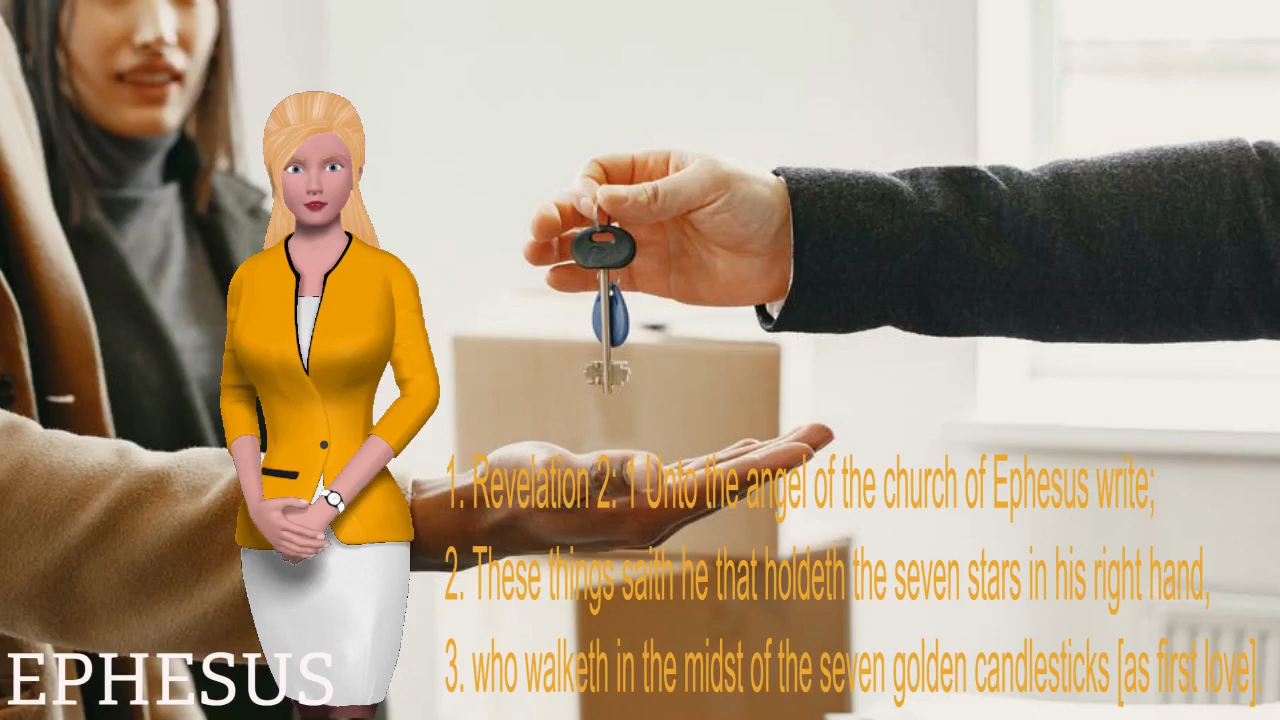 1. Revelation 2: 1 Unto the angel of the church of Ephesus write;
2. These things saith he that holdeth the seven stars in his right hand,
3. who walketh in the midst of the seven golden candlesticks [as first love].
EPHESUS